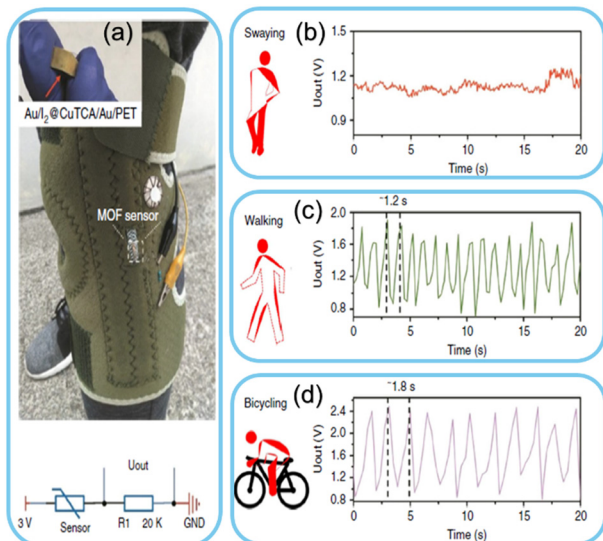 (a)
Au/I2@CuTCA/Au/PET
MOF sensor
Uout
3 V
Sensor
R1
20 K
GND
Swaying
(b)
Uout (V)
1.5
1.2
0.9
0
5
10
15
20
Time (s)
Walking
(c)
~1.2 s
Uout (V)
2.0
1.6
1.2
0.8
0
5
10
15
20
Time (s)
Bicycling
(d)
~1.8 s
Uout (V)
2.4
2.0
1.6
1.2
0.8
0
5
10
15
20
Time (s)